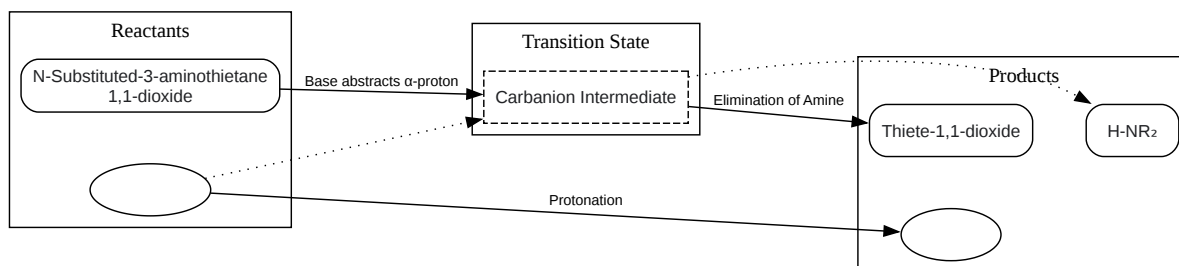 Reactants
N-Substituted-3-aminothietane
1,1-dioxide
Base abstracts α-proton
Transition State
Carbanion Intermediate
Elimination of Amine
Products
Thiete-1,1-dioxide
H-NR₂
Protonation